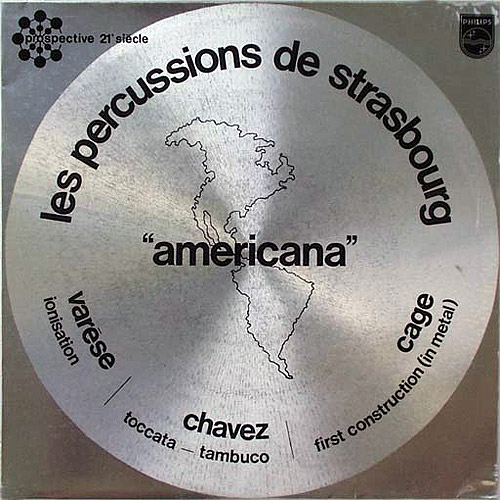 prospective 21e siècle
PHILIPS
les percussions de strasbourg
“americana”
varèse
ionisation
chavez
toccata – tambuco
cage
first construction (in metal)